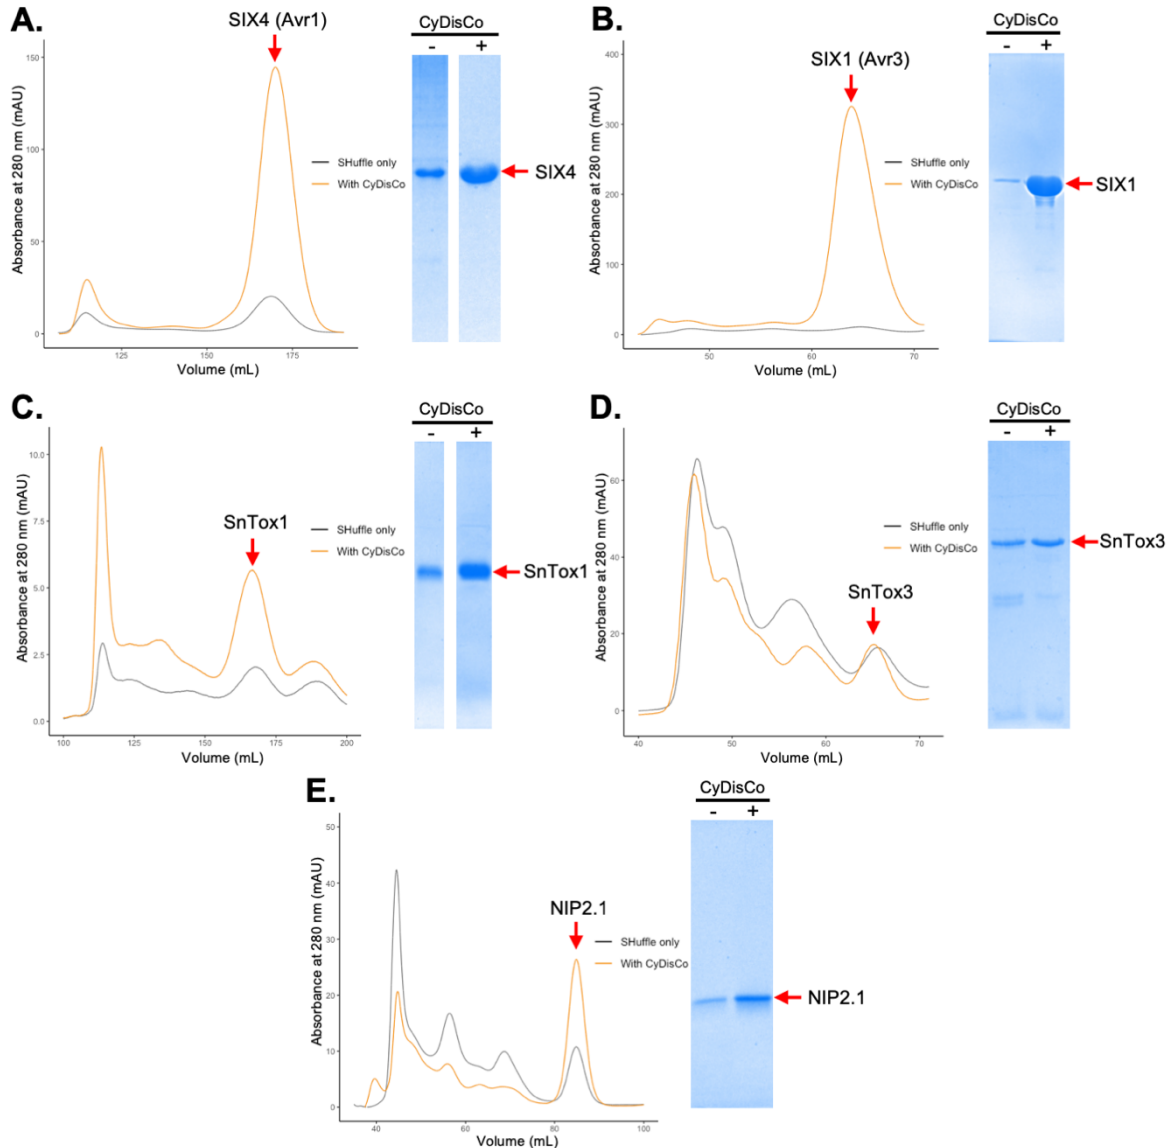 A.
SIX4 (Avr1)
CyDisCo
- +
Absorbance at 280 nm (mAU)
150
100
50
0
SHuffle only
With CyDisCo
SIX4
125 175
Volume (mL)
B.
SIX1 (Avr3)
CyDisCo
- +
Absorbance at 280 nm (mAU)
400
300
200
100
0
SHuffle only
With CyDisCo
SIX1
50 60 70
Volume (mL)
C.
CyDisCo
- +
Absorbance at 280 nm (mAU)
10.0
7.5
5.0
2.5
0.0
SnTox1
SHuffle only
With CyDisCo
SnTox1
100 125 150 175 200
Volume (mL)
D.
CyDisCo
- +
Absorbance at 280 nm (mAU)
60
40
20
0
SHuffle only
With CyDisCo
SnTox3
SnTox3
40 50 60 70
Volume (mL)
E.
CyDisCo
- +
Absorbance at 280 nm (mAU)
50
40
30
20
10
0
NIP2.1
SHuffle only
With CyDisCo
NIP2.1
40 60 80 100
Volume (mL)